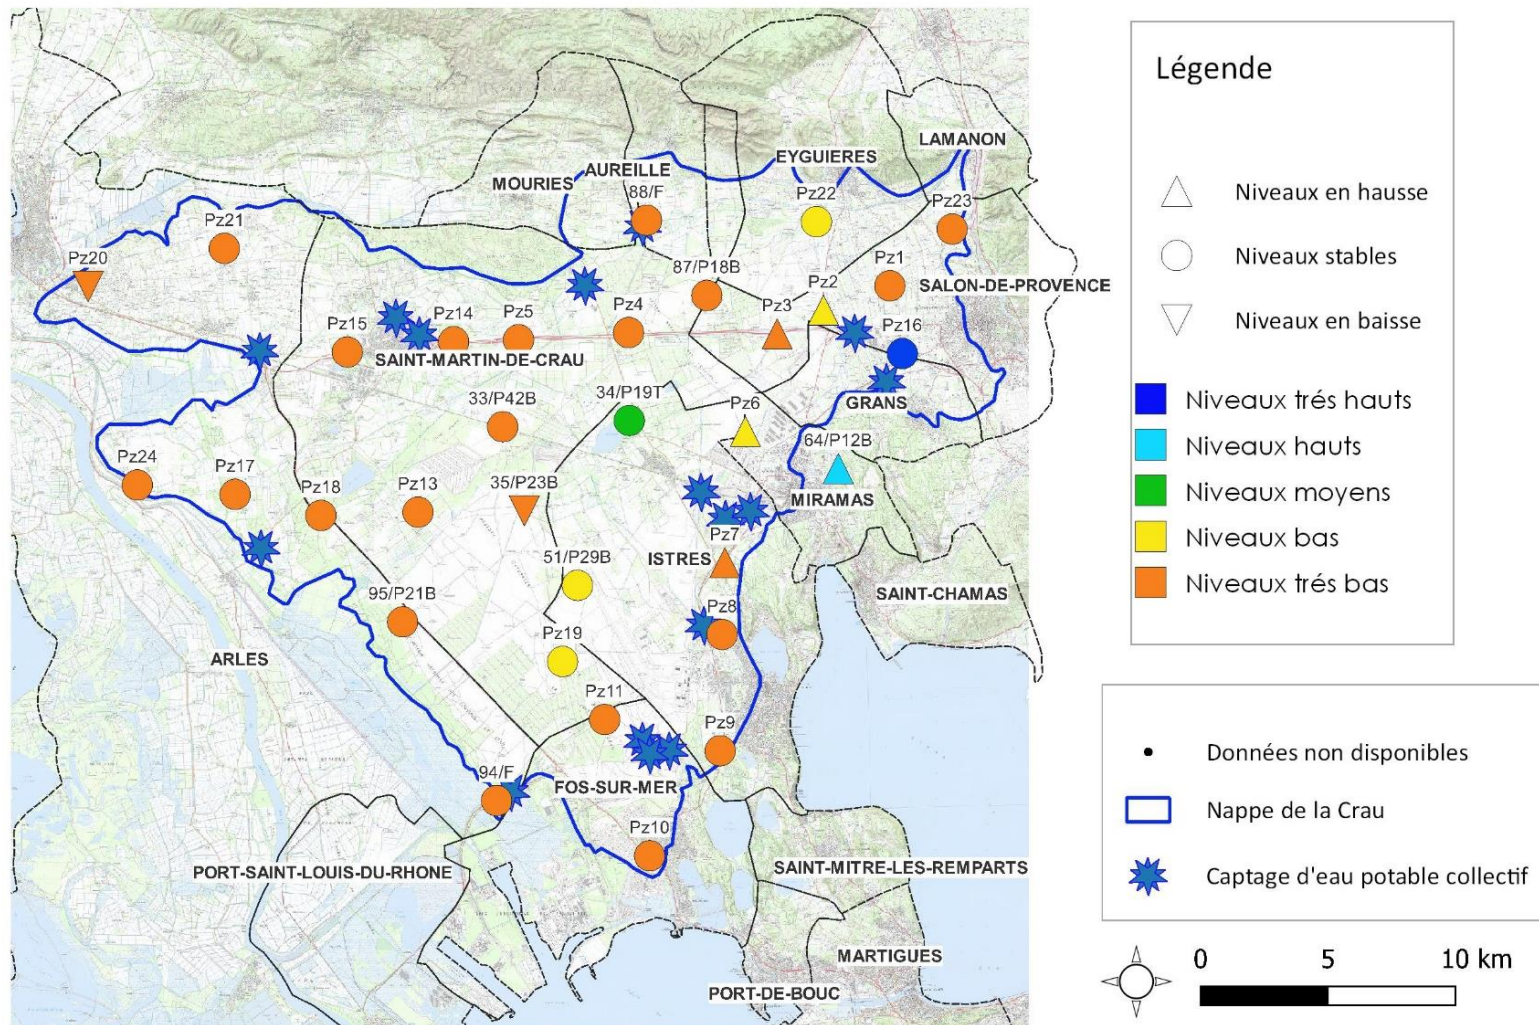 LAMANON
EYGUIERES
AUREILLE
MOURIES
88/F
Pz22
Pz23
Pz21
Pz20
87/P18B
Pz1
SALON-DE-PROVENCE
Pz2
Pz3
Pz4
Pz5
Pz14
Pz15
Pz16
SAINT-MARTIN-DE-CRAU
33/P42B
34/P19T
Pz6
GRANS
64/P12B
Pz24
Pz17
Pz18
Pz13
35/P23B
MIRAMAS
Pz7
ISTRES
51/P29B
SAINT-CHAMAS
95/P21B
Pz8
ARLES
Pz19
Pz11
Pz9
94/F
FOS-SUR-MER
Pz10
PORT-SAINT-LOUIS-DU-RHONE
SAINT-MITRE-LES-REMPARTS
MARTIGUES
PORT-DE-BOUC
Légende
Niveaux en hausse
Niveaux stables
Niveaux en baisse
Niveaux trés hauts
Niveaux hauts
Niveaux moyens
Niveaux bas
Niveaux trés bas
Données non disponibles
Nappe de la Crau
Captage d'eau potable collectif
0 5 10 km